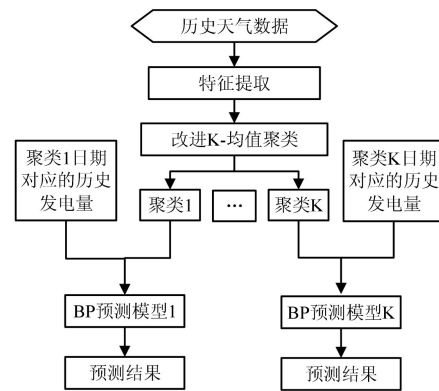 历史天气数据
特征提取
改进K-均值聚类
聚类1日期
对应的历史
发电量
聚类1
...
聚类K
聚类K日期
对应的历史
发电量
BP预测模型1
BP预测模型K
预测结果
预测结果